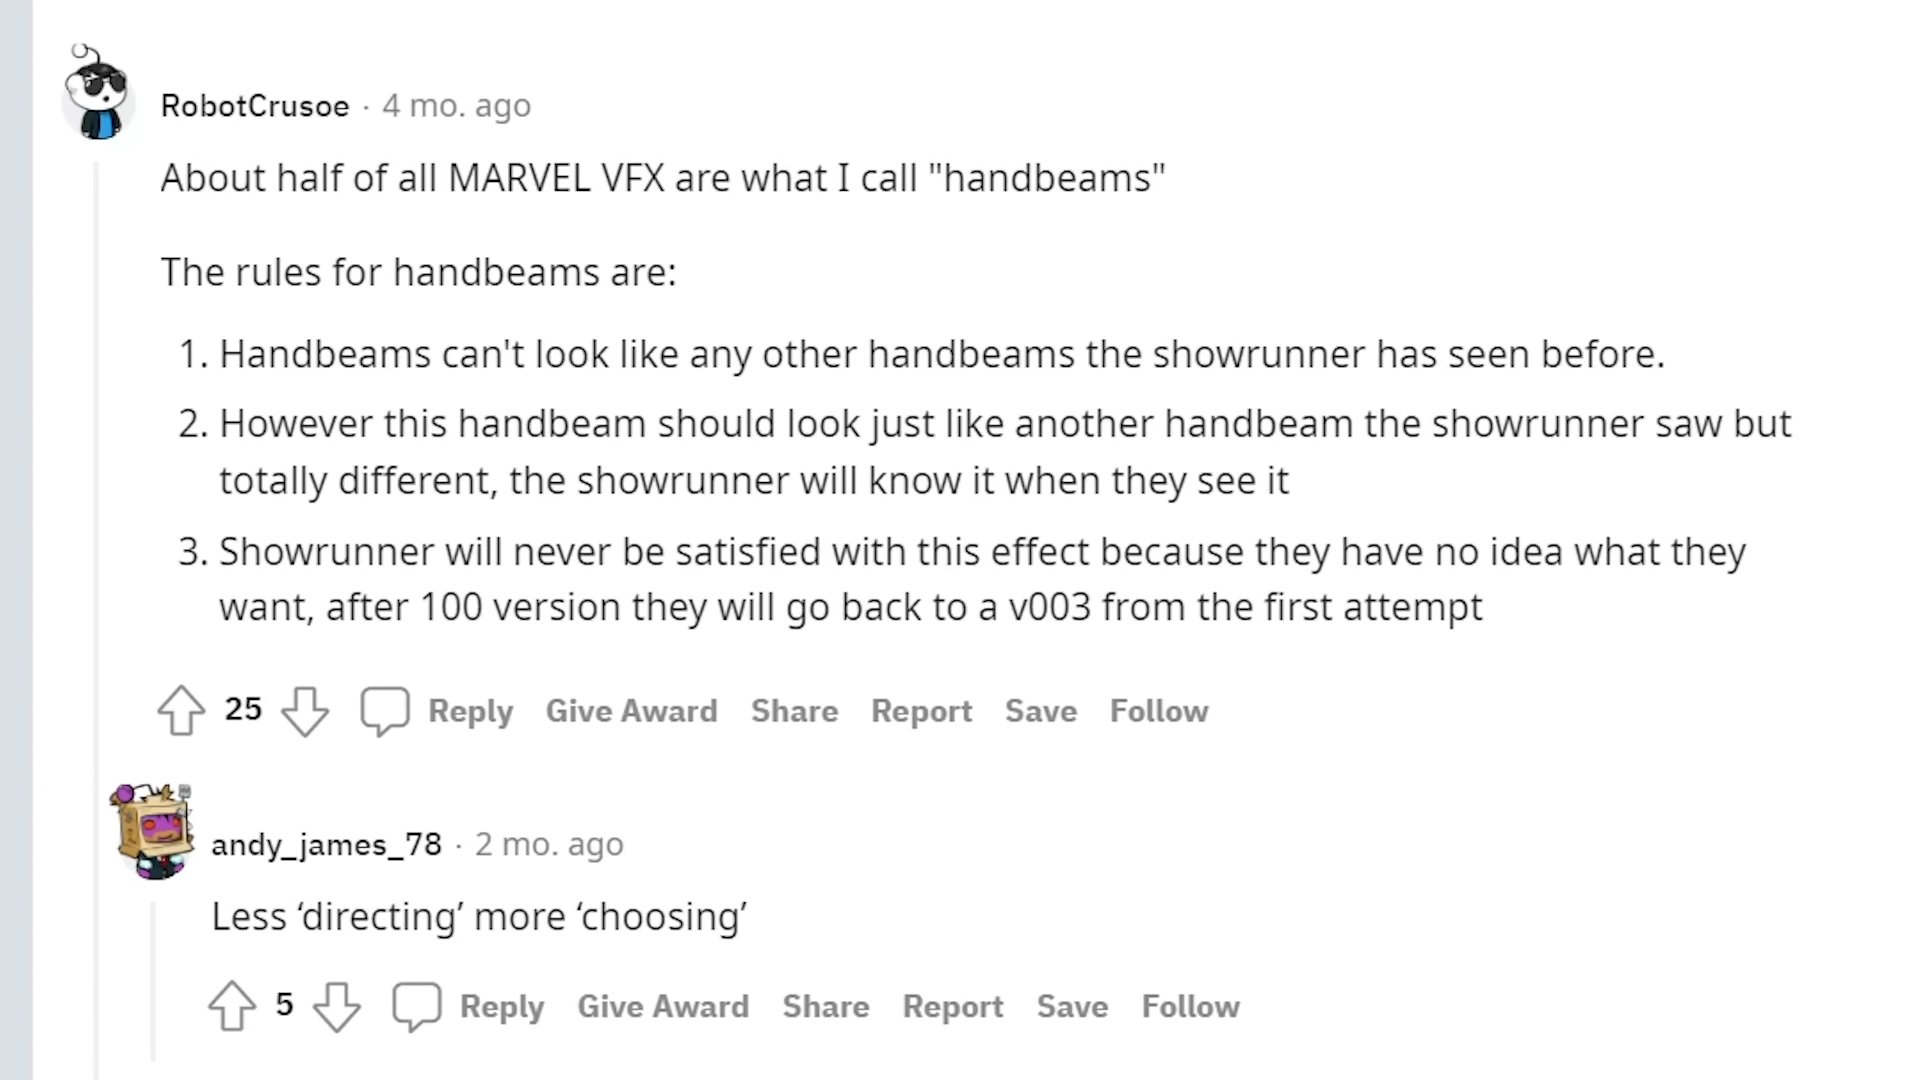 RobotCrusoe · 4 mo. ago
About half of all MARVEL VFX are what I call "handbeams"
The rules for handbeams are:
1. Handbeams can't look like any other handbeams the showrunner has seen before.
2. However this handbeam should look just like another handbeam the showrunner saw but
totally different, the showrunner will know it when they see it
3. Showrunner will never be satisfied with this effect because they have no idea what they
want, after 100 version they will go back to a v003 from the first attempt
25 Reply Give Award Share Report Save Follow
andy_james_78 · 2 mo. ago
Less ‘directing’ more ‘choosing’
5 Reply Give Award Share Report Save Follow